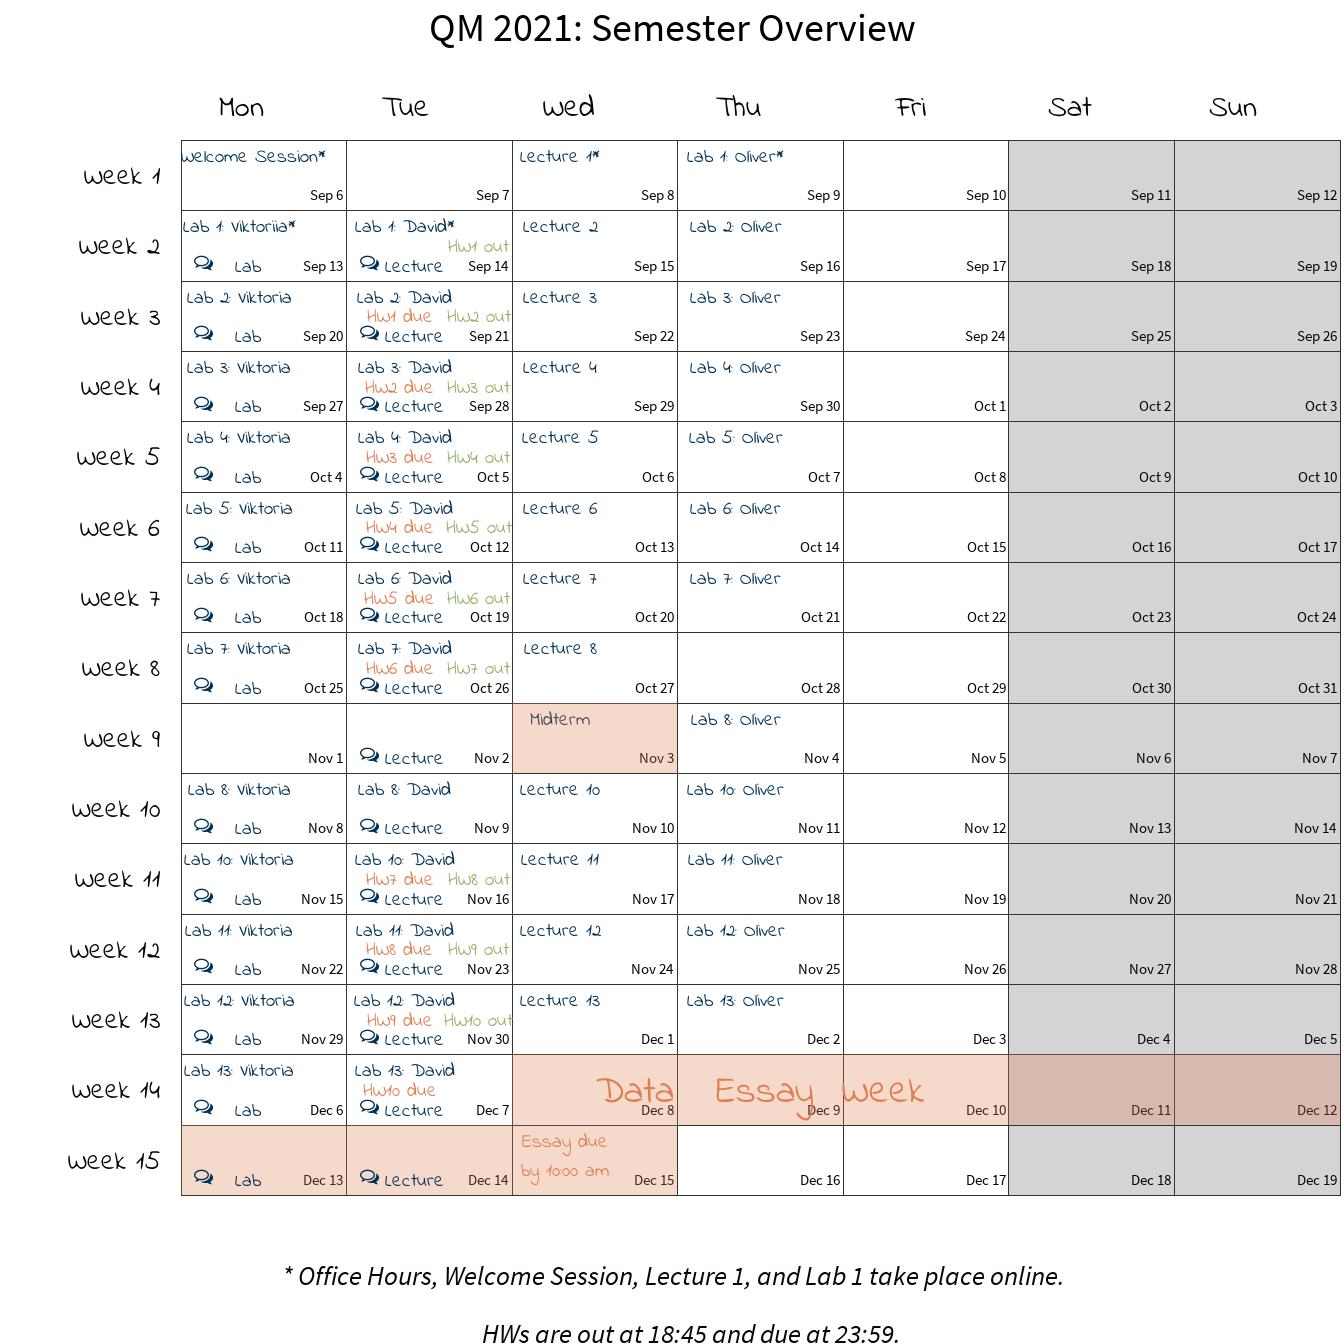 QM 2021: Semester Overview
Mon Tue Wed Thu Fri Sat Sun
Week 1
Welcome Session* Lecture 1* Lab 1: Oliver*
Sep 6 Sep 7 Sep 8 Sep 9 Sep 10 Sep 11 Sep 12
Week 2
Lab 1: Viktoriia* Lab 1: David* Lecture 2 Lab 2: Oliver
HW1 out
Lab Sep 13 Lecture Sep 14 Sep 15 Sep 16 Sep 17 Sep 18 Sep 19
Week 3
Lab 2: Viktoria Lab 2: David Lecture 3 Lab 3: Oliver
HW1 due HW2 out
Lab Sep 20 Lecture Sep 21 Sep 22 Sep 23 Sep 24 Sep 25 Sep 26
Week 4
Lab 3: Viktoria Lab 3: David Lecture 4 Lab 4: Oliver
HW2 due HW3 out
Lab Sep 27 Lecture Sep 28 Sep 29 Sep 30 Oct 1 Oct 2 Oct 3
Week 5
Lab 4: Viktoria Lab 4: David Lecture 5 Lab 5: Oliver
HW3 due HW4 out
Lab Oct 4 Lecture Oct 5 Oct 6 Oct 7 Oct 8 Oct 9 Oct 10
Week 6
Lab 5: Viktoria Lab 5: David Lecture 6 Lab 6: Oliver
HW4 due HW5 out
Lab Oct 11 Lecture Oct 12 Oct 13 Oct 14 Oct 15 Oct 16 Oct 17
Week 7
Lab 6: Viktoria Lab 6: David Lecture 7 Lab 7: Oliver
HW5 due HW6 out
Lab Oct 18 Lecture Oct 19 Oct 20 Oct 21 Oct 22 Oct 23 Oct 24
Week 8
Lab 7: Viktoria Lab 7: David Lecture 8
HW6 due HW7 out
Lab Oct 25 Lecture Oct 26 Oct 27 Oct 28 Oct 29 Oct 30 Oct 31
Week 9
Midterm Lab 8: Oliver
Nov 1 Lecture Nov 2 Nov 3 Nov 4 Nov 5 Nov 6 Nov 7
Week 10
Lab 8: Viktoria Lab 8: David Lecture 10 Lab 10: Oliver
Lab Nov 8 Lecture Nov 9 Nov 10 Nov 11 Nov 12 Nov 13 Nov 14
Week 11
Lab 10: Viktoria Lab 10: David Lecture 11 Lab 11: Oliver
HW7 due HW8 out
Lab Nov 15 Lecture Nov 16 Nov 17 Nov 18 Nov 19 Nov 20 Nov 21
Week 12
Lab 11: Viktoria Lab 11: David Lecture 12 Lab 12: Oliver
HW8 due HW9 out
Lab Nov 22 Lecture Nov 23 Nov 24 Nov 25 Nov 26 Nov 27 Nov 28
Week 13
Lab 12: Viktoria Lab 12: David Lecture 13 Lab 13: Oliver
HW9 due HW10 out
Lab Nov 29 Lecture Nov 30 Dec 1 Dec 2 Dec 3 Dec 4 Dec 5
Week 14
Lab 13: Viktoria Lab 13: David
HW10 due Data Essay Week
Lab Dec 6 Lecture Dec 7 Dec 8 Dec 9 Dec 10 Dec 11 Dec 12
Week 15
Essay due
by 10:00 am
Lab Dec 13 Lecture Dec 14 Dec 15 Dec 16 Dec 17 Dec 18 Dec 19
* Office Hours, Welcome Session, Lecture 1, and Lab 1 take place online.
HWs are out at 18:45 and due at 23:59.